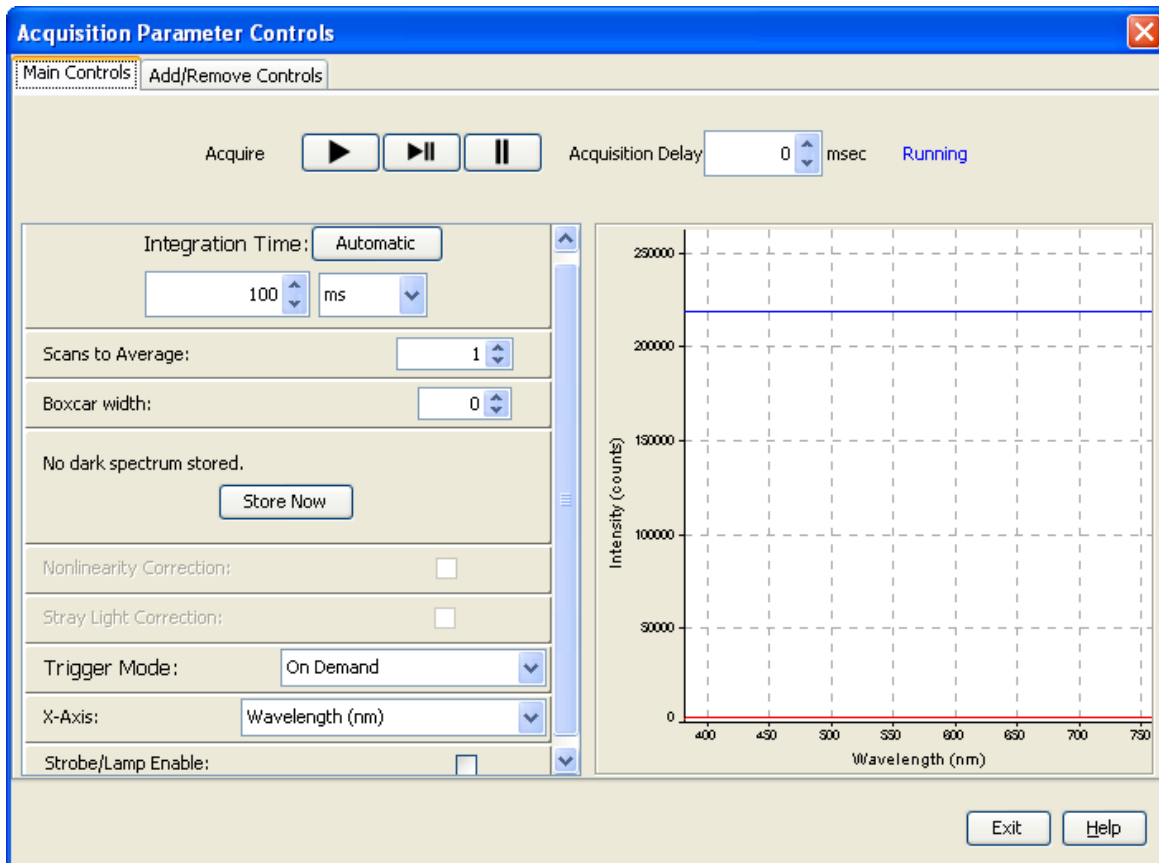 Acquisition Parameter Controls
Main Controls Add/Remove Controls
Acquire Acquisition Delay 0 msec Running
Integration Time: Automatic
100 ms
Scans to Average: 1
Boxcar width: 0
No dark spectrum stored.
Store Now
Nonlinearity Correction:
Stray Light Correction:
Trigger Mode: On Demand
X-Axis: Wavelength (nm)
Strobe/Lamp Enable:
250000
200000
150000
100000
50000
0
Intensity (counts)
400 450 500 550 600 650 700 750
Wavelength (nm)
Exit Help